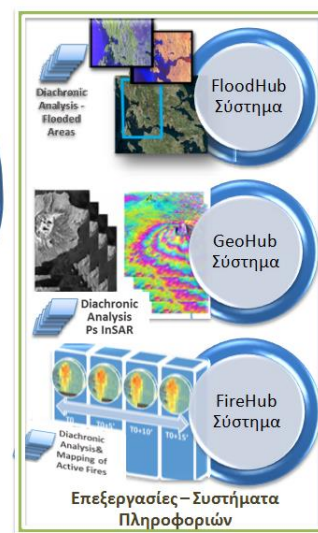 Diachronic
Analysis -
Flooded
Areas
FloodHub
Σύστημα
GeoHub
Σύστημα
Diachronic
Analysis
Ps InSAR
FireHub
Σύστημα
T0
T0+5'
T0+10'
T0+15'
Diachronic
Analysis&
Mapping of
Active Fires
Επεξεργασίες – Συστήματα
Πληροφοριών